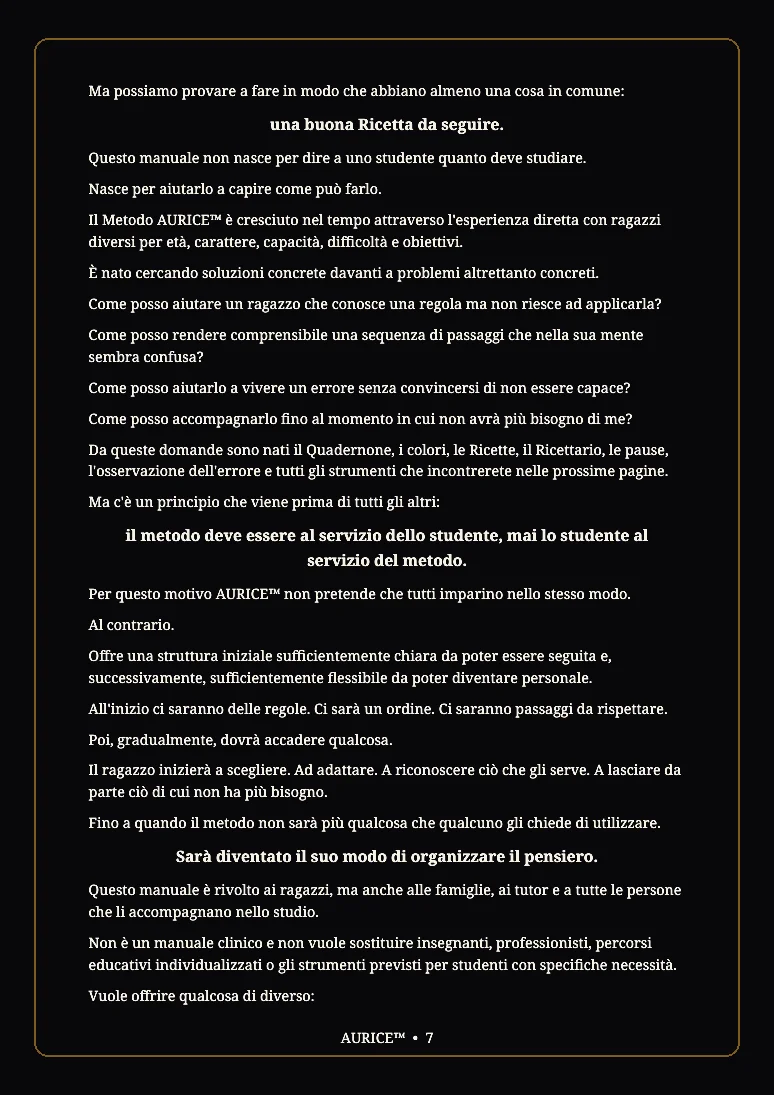 Ma possiamo provare a fare in modo che abbiano almeno una cosa in comune:
una buona Ricetta da seguire.
Questo manuale non nasce per dire a uno studente quanto deve studiare.
Nasce per aiutarlo a capire come può farlo.
Il Metodo AURICE™ è cresciuto nel tempo attraverso l'esperienza diretta con ragazzi
diversi per età, carattere, capacità, difficoltà e obiettivi.
È nato cercando soluzioni concrete davanti a problemi altrettanto concreti.
Come posso aiutare un ragazzo che conosce una regola ma non riesce ad applicarla?
Come posso rendere comprensibile una sequenza di passaggi che nella sua mente
sembra confusa?
Come posso aiutarlo a vivere un errore senza convincersi di non essere capace?
Come posso accompagnarlo fino al momento in cui non avrà più bisogno di me?
Da queste domande sono nati il Quadernone, i colori, le Ricette, il Ricettario, le pause,
l'osservazione dell'errore e tutti gli strumenti che incontrerete nelle prossime pagine.
Ma c'è un principio che viene prima di tutti gli altri:
il metodo deve essere al servizio dello studente, mai lo studente al
servizio del metodo.
Per questo motivo AURICE™ non pretende che tutti imparino nello stesso modo.
Al contrario.
Offre una struttura iniziale sufficientemente chiara da poter essere seguita e,
successivamente, sufficientemente flessibile da poter diventare personale.
All'inizio ci saranno delle regole. Ci sarà un ordine. Ci saranno passaggi da rispettare.
Poi, gradualmente, dovrà accadere qualcosa.
Il ragazzo inizierà a scegliere. Ad adattare. A riconoscere ciò che gli serve. A lasciare da
parte ciò di cui non ha più bisogno.
Fino a quando il metodo non sarà più qualcosa che qualcuno gli chiede di utilizzare.
Sarà diventato il suo modo di organizzare il pensiero.
Questo manuale è rivolto ai ragazzi, ma anche alle famiglie, ai tutor e a tutte le persone
che li accompagnano nello studio.
Non è un manuale clinico e non vuole sostituire insegnanti, professionisti, percorsi
educativi individualizzati o gli strumenti previsti per studenti con specifiche necessità.
Vuole offrire qualcosa di diverso:
AURICE™ • 7